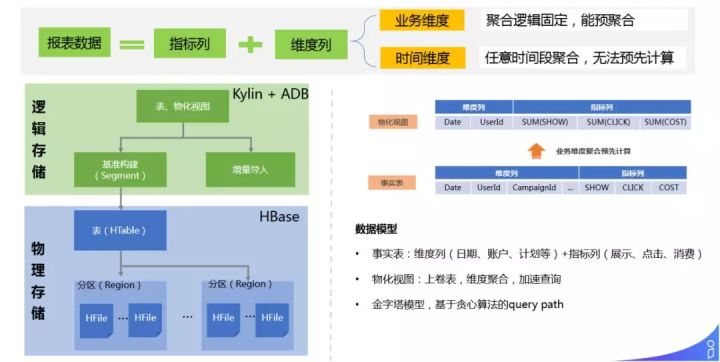 报表数据 = 指标列 + 维度列
业务维度 聚合逻辑固定，能预聚合
时间维度 任意时间段聚合，无法预先计算
逻辑存储
Kylin + ADB
表、物化视图
基准构建
（Segment）
增量导入
物理存储
HBase
表（HTable）
分区（Region） 分区（Region）
HFile ... HFile ... HFile ... HFile
物化视图
维度列 指标列
Date UserId SUM(SHOW) SUM(CLICK) SUM(COST)
业务维度聚合预先计算
事实表
维度列 指标列
Date UserId CampaignId ... SHOW CLICK COST
数据模型
• 事实表：维度列（日期、账户、计划等）+指标列（展示、点击、消费）
• 物化视图：上卷表，维度聚合，加速查询
• 金字塔模型，基于贪心算法的query path